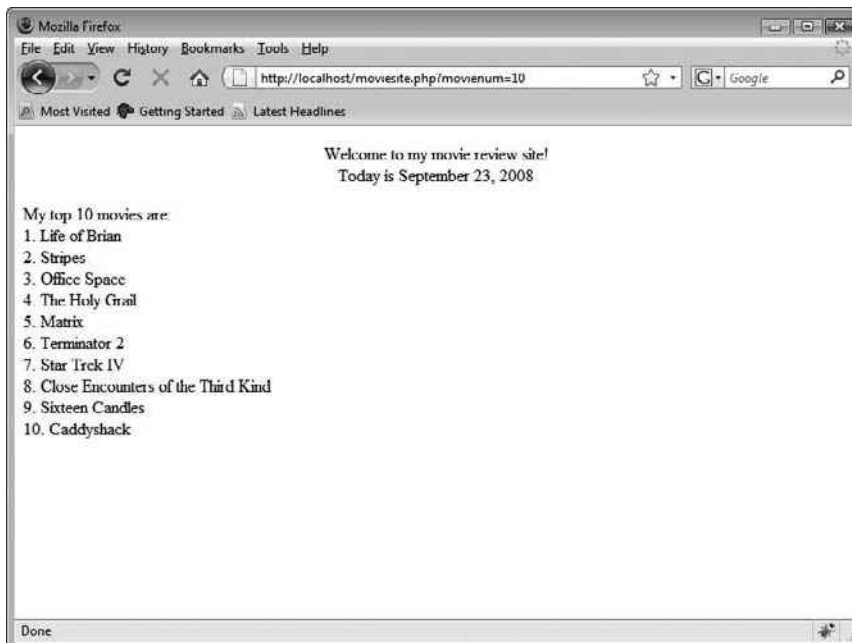 Mozilla Firefox
File Edit View History Bookmarks Tools Help
http://localhost/moviesite.php?movienum=10
G Google
Most Visited Getting Started Latest Headlines
Welcome to my movie review site!
Today is September 23, 2008
My top 10 movies are:
1. Life of Brian
2. Stripes
3. Office Space
4. The Holy Grail
5. Matrix
6. Terminator 2
7. Star Trek IV
8. Close Encounters of the Third Kind
9. Sixteen Candles
10. Caddyshack
Done